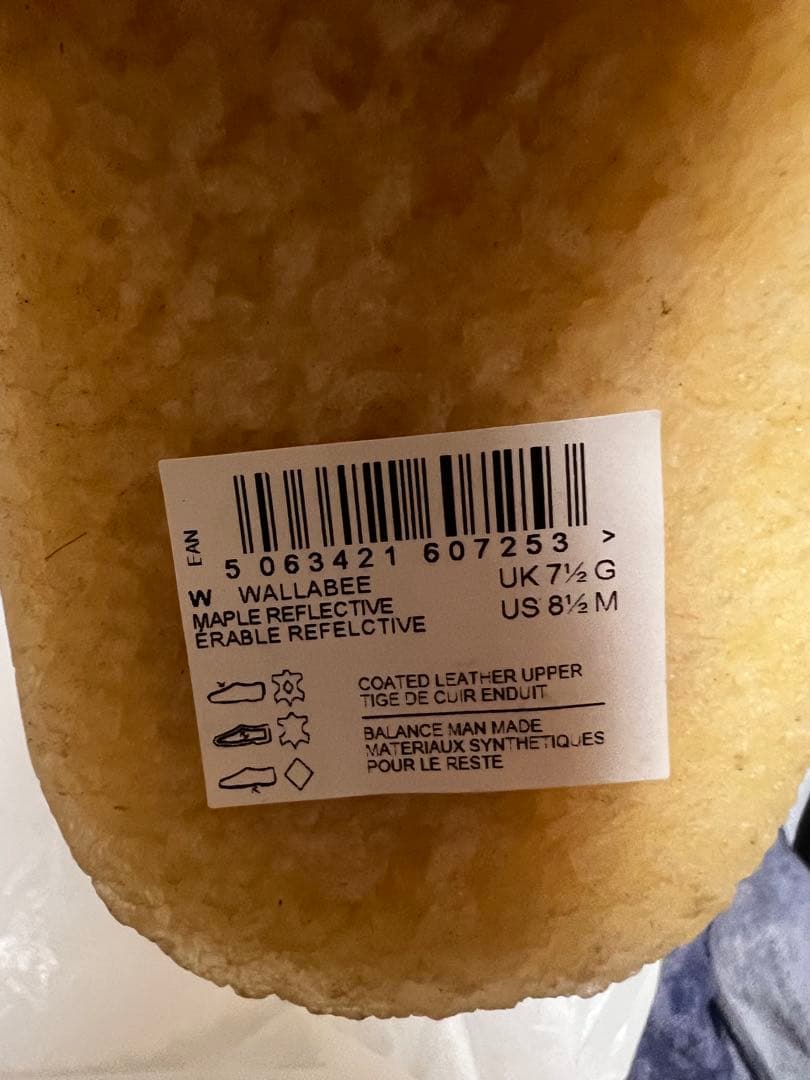 EAN
5 063421 607253 >
W WALLABEE
UK 7½ G
MAPLE REFLECTIVE
US 8½ M
ÉRABLE REFELCTIVE
COATED LEATHER UPPER
TIGE DE CUIR ENDUIT
BALANCE MAN MADE
MATERIAUX SYNTHETIQUES
POUR LE RESTE